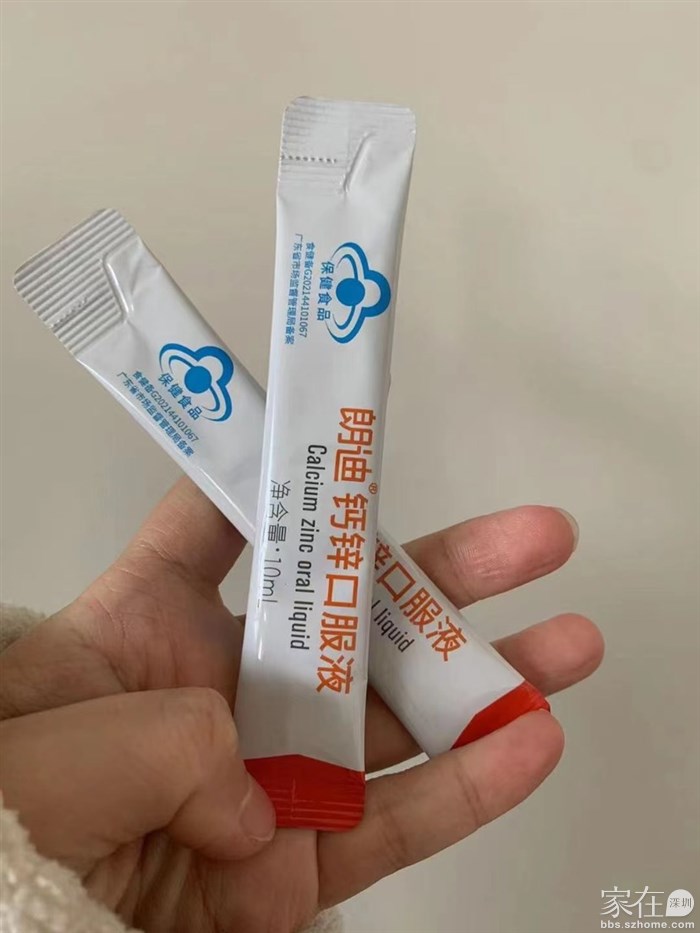 保健食品
食健备G202144101067
广东省市场监督管理局备案
朗迪®钙锌口服液
Calcium zinc oral liquid
净含量:10mL
保健食品
食健备G202144101067
广东省市场监督管理局备案
锌口服液
l liquid
家在深圳
bbs.szhome.com